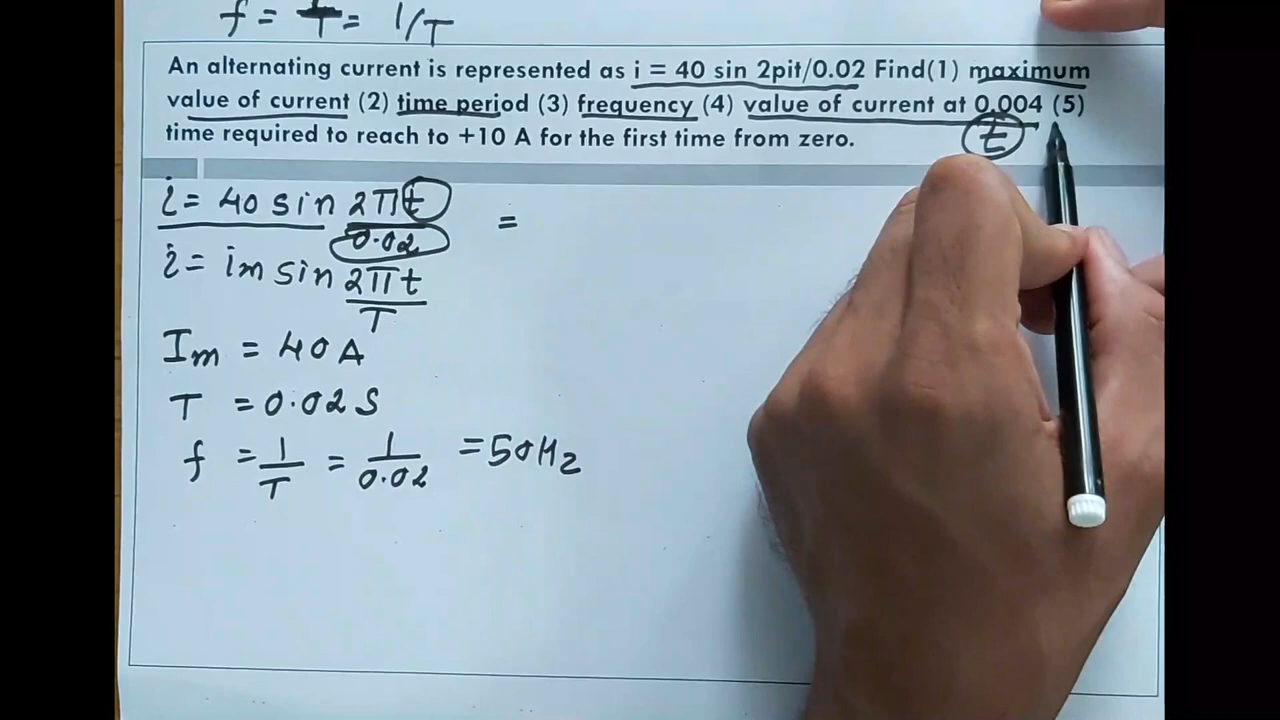 f = T = 1/T
An alternating current is represented as i = 40 sin 2pit/0.02 Find(1) maximum
value of current (2) time period (3) frequency (4) value of current at 0.004 (5)
time required to reach to +10 A for the first time from zero.
t
i = 40 sin 2πt =
0.02
i = im sin 2πt
T
Im = 40A
T = 0.02 S
f = 1/T = 1/0.02 = 50Hz